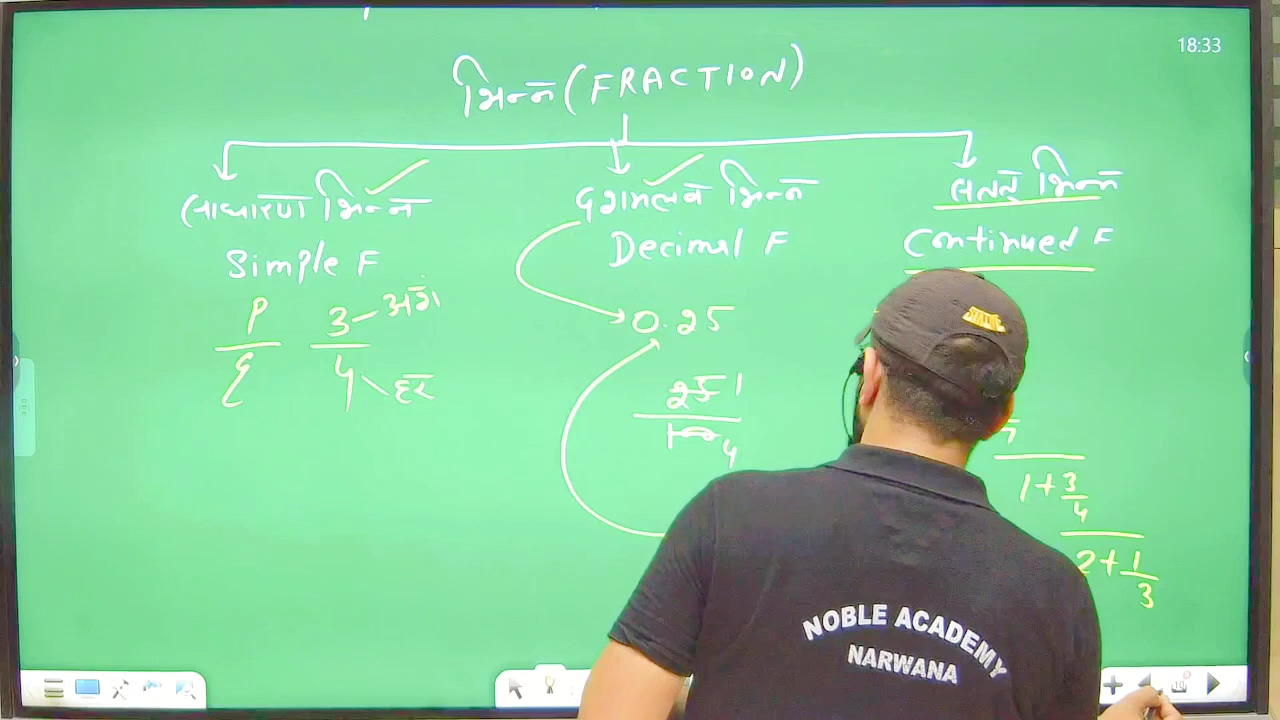 18:33
भिन्न (FRACTION)
साधारण भिन्न
Simple F
P 3 अंश
4 हर
दशमलव भिन्न
Decimal F
0.25
25 1
100 4
सतत् भिन्न
Continued F
1 + 3
4
2 + 1
3
NOBLE ACADEMY
NARWANA